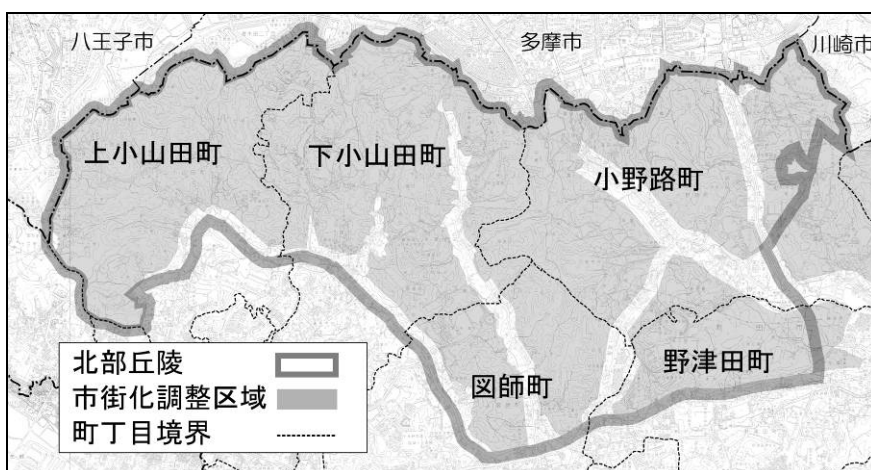 八王子市
多摩市
川崎市
上小山田町
下小山田町
小野路町
図師町
野津田町
北部丘陵
市街化調整区域
町丁目境界